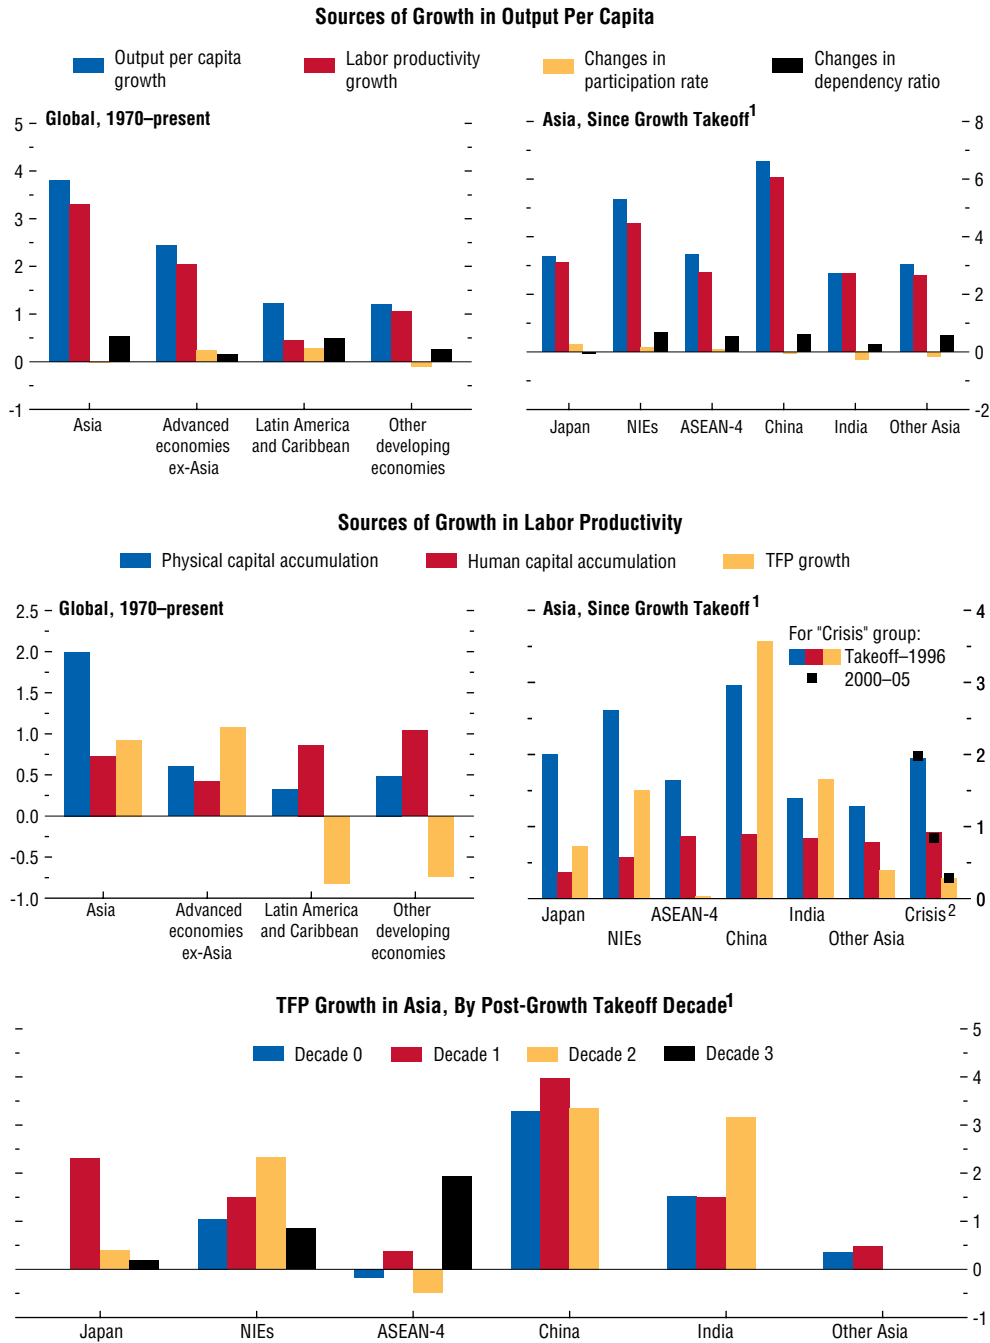 Sources of Growth in Output Per Capita
Output per capita growth
Labor productivity growth
Changes in participation rate
Changes in dependency ratio
Global, 1970–present
5
4
3
2
1
0
-1
Asia
Advanced economies ex-Asia
Latin America and Caribbean
Other developing economies
Asia, Since Growth Takeoff1
8
6
4
2
0
-2
Japan
NIEs
ASEAN-4
China
India
Other Asia
Sources of Growth in Labor Productivity
Physical capital accumulation
Human capital accumulation
TFP growth
Global, 1970–present
2.5
2.0
1.5
1.0
0.5
0.0
-0.5
-1.0
Asia
Advanced economies ex-Asia
Latin America and Caribbean
Other developing economies
Asia, Since Growth Takeoff1
For "Crisis" group:
Takeoff–1996
2000–05
4
3
2
1
0
Japan
NIEs
ASEAN-4
China
India
Other Asia
Crisis2
TFP Growth in Asia, By Post-Growth Takeoff Decade1
Decade 0
Decade 1
Decade 2
Decade 3
5
4
3
2
1
0
-1
Japan
NIEs
ASEAN-4
China
India
Other Asia